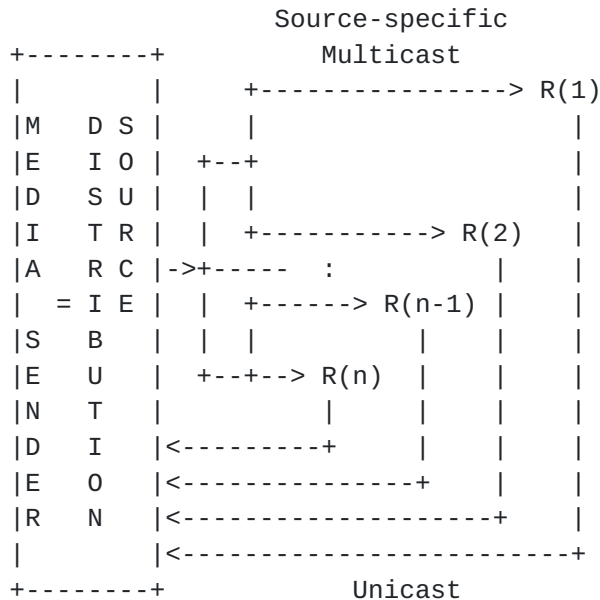 Source-specific
+--------+          Multicast
|        |     +----------------> R(1)
|M   D S |     |                    |
|E   I O |  +--+                    |
|D   S U |  |  |                    |
|I   T R |  |  +-----------> R(2)   |
|A   R C |->+-----  :          |    |
|  = I E |  |  +------> R(n-1) |    |
|S   B   |  |  |          |    |    |
|E   U   |  +--+--> R(n)  |    |    |
|N   T   |          |     |    |    |
|D   I   |<---------+     |    |    |
|E   O   |<---------------+    |    |
|R   N   |<--------------------+    |
|        |<-------------------------+
+--------+            Unicast